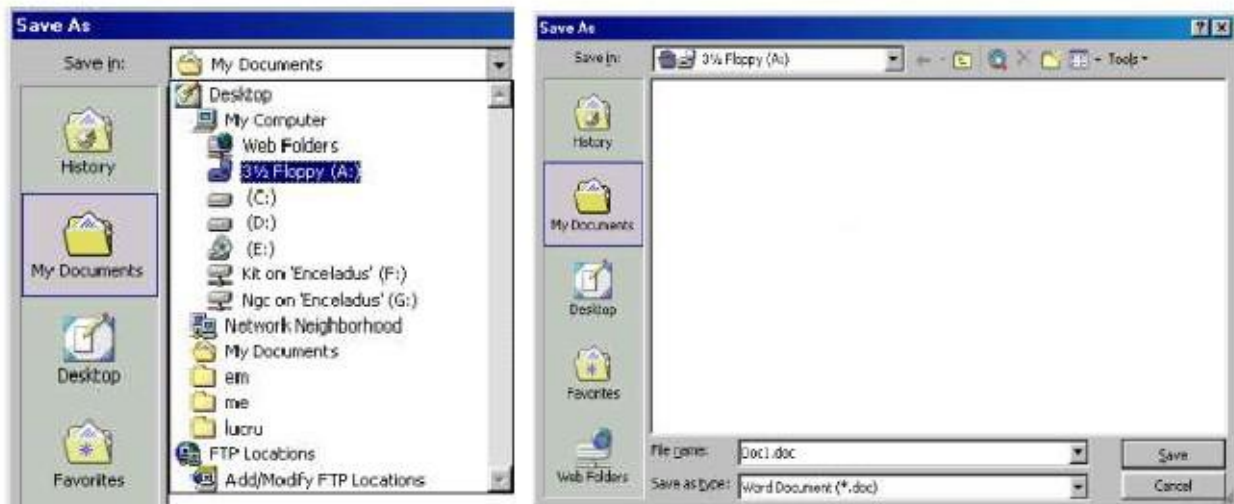 Save As
Save in:
My Documents
Desktop
My Computer
Web Folders
3½ Floppy (A:)
(C:)
(D:)
(E:)
Kit on 'Enceladus' (F:)
Ngc on 'Enceladus' (G:)
Network Neighborhood
My Documents
em
me
lucru
FTP Locations
Add/Modify FTP Locations
History
My Documents
Desktop
Favorites
Save As
Save in:
3½ Floppy (A:)
Tools
History
My Documents
Desktop
Favorites
Web Folders
File name:
Doc1.doc
Save
Save as type:
Word Document (*.doc)
Cancel